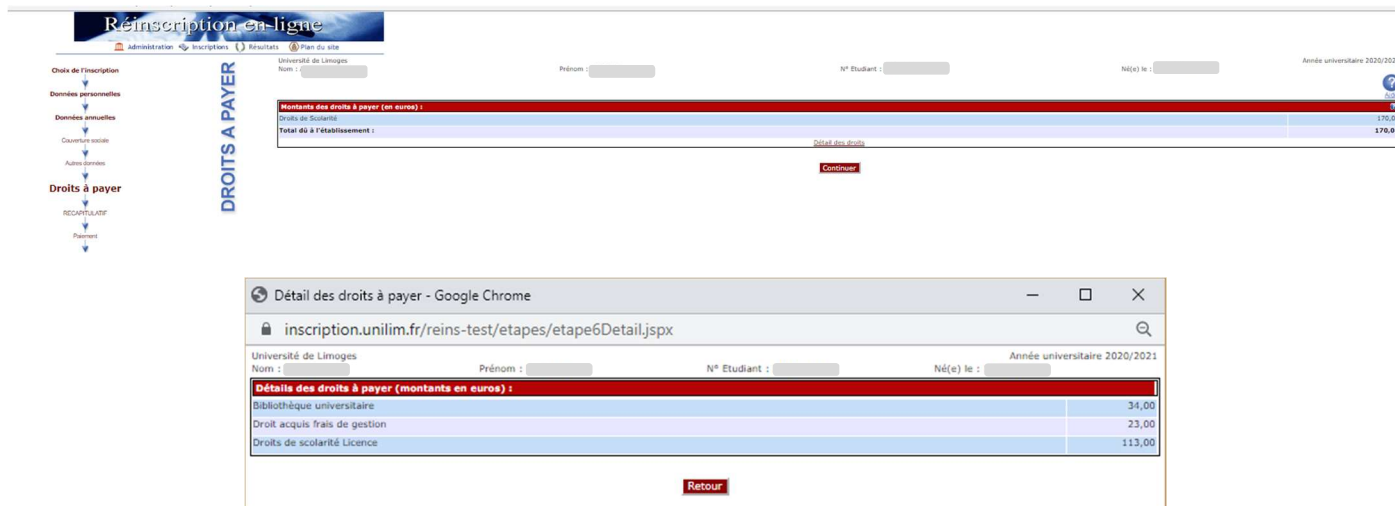 Réinscription en-ligne
Administration Inscriptions Résultats Plan du site
Choix de l'inscription
Données personnelles
Données annuelles
Couverture sociale
Autres données
Droits à payer
RECAPITULATIF
Paiement
DROITS A PAYER
Université de Limoges Année universitaire 2020/202
Nom : Prénom : N° Etudiant : Né(e) le :
Montants des droits à payer (en euros) :
Droits de Scolarité 170,0
Total dû à l'établissement : 170,0
Détail des droits
Continuer
Détail des droits à payer - Google Chrome
inscription.unilim.fr/reins-test/etapes/etape6Detail.jspx
Université de Limoges Année universitaire 2020/2021
Nom : Prénom : N° Etudiant : Né(e) le :
Détails des droits à payer (montants en euros) :
Bibliothèque universitaire 34,00
Droit acquis frais de gestion 23,00
Droits de scolarité Licence 113,00
Retour